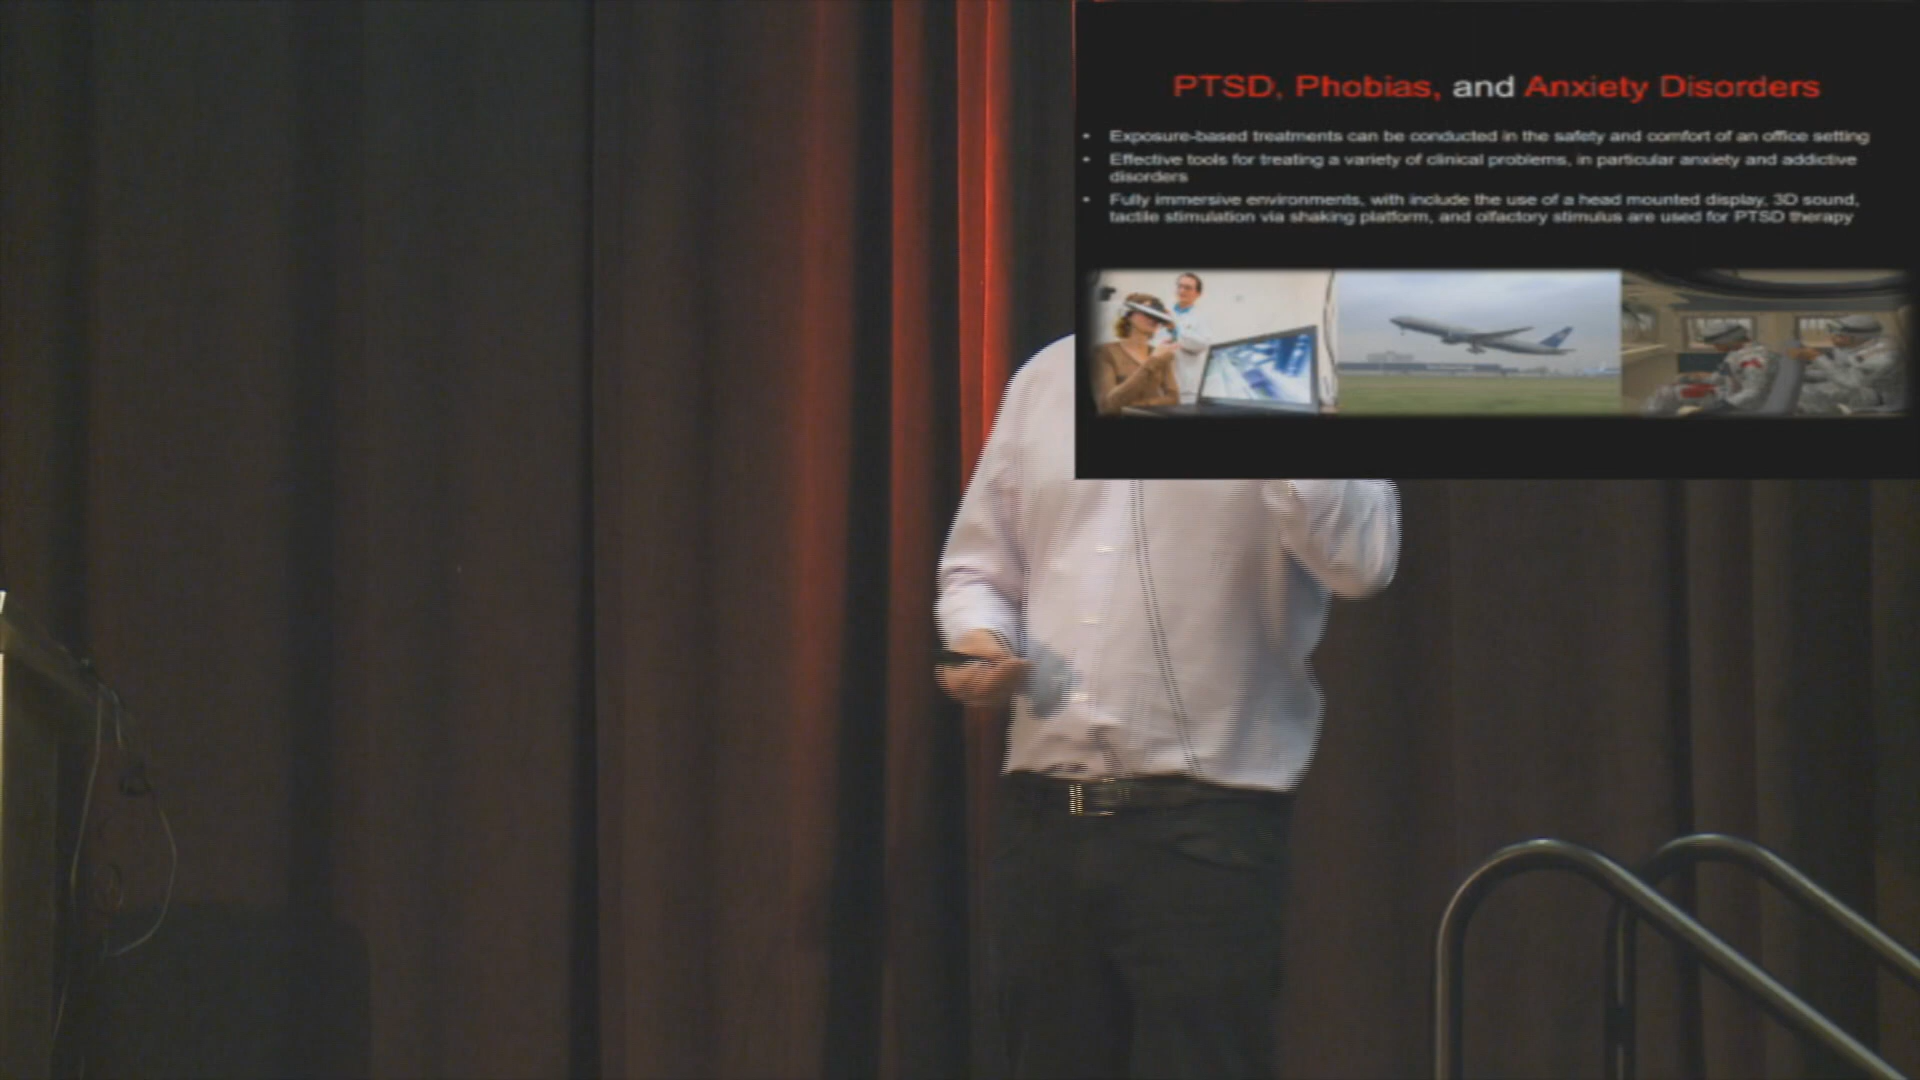 PTSD, Phobias, and Anxiety Disorders
• Exposure-based treatments can be conducted in the safety and comfort of an office setting
• Effective tools for treating a variety of clinical problems, in particular anxiety and addictive
disorders
• Fully immersive environments, with include the use of a head mounted display, 3D sound,
tactile stimulation via shaking platform, and olfactory stimulus are used for PTSD therapy